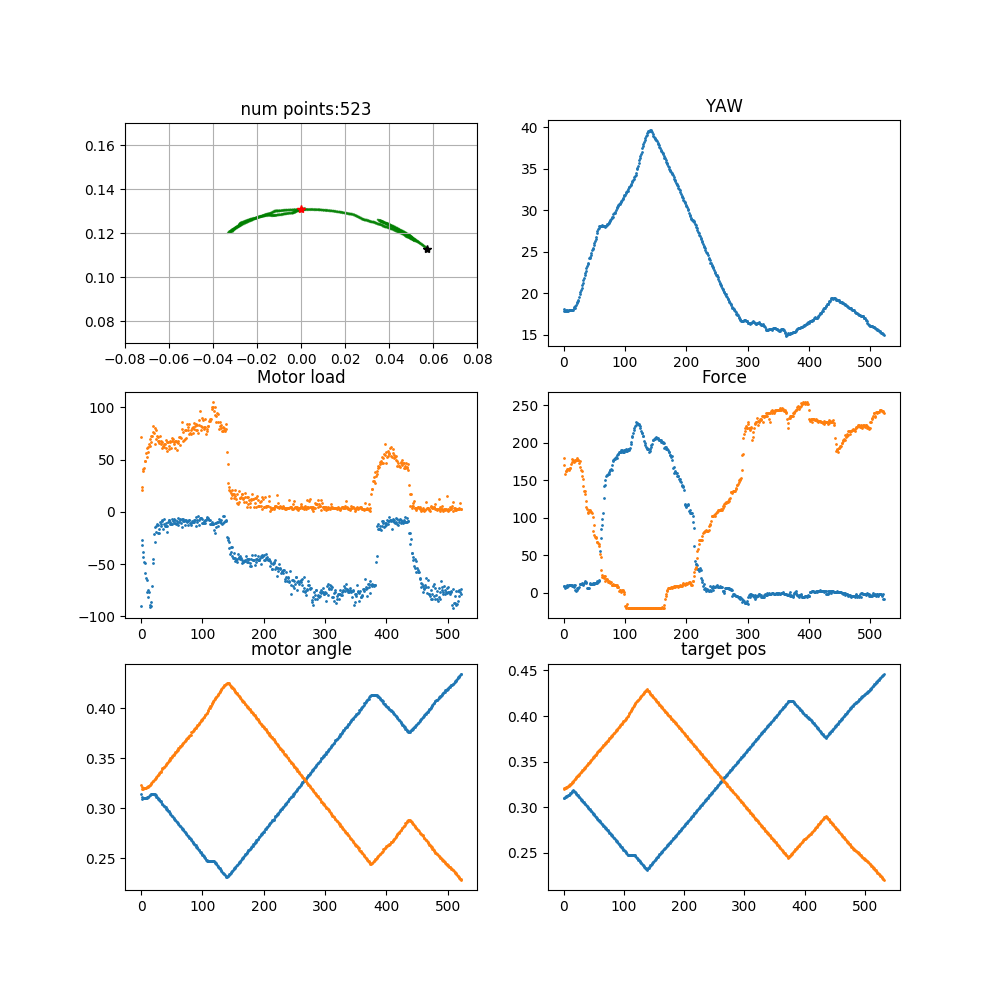 num points:523
YAW
0.16
0.14
0.12
0.10
0.08
−0.08 −0.06 −0.04 −0.02 0.00 0.02 0.04 0.06 0.08
40
35
30
25
20
15
0 100 200 300 400 500
Motor load
Force
100
50
0
−50
−100
0 100 200 300 400 500
250
200
150
100
50
0
0 100 200 300 400 500
motor angle
target pos
0.40
0.35
0.30
0.25
0 100 200 300 400 500
0.45
0.40
0.35
0.30
0.25
0 100 200 300 400 500